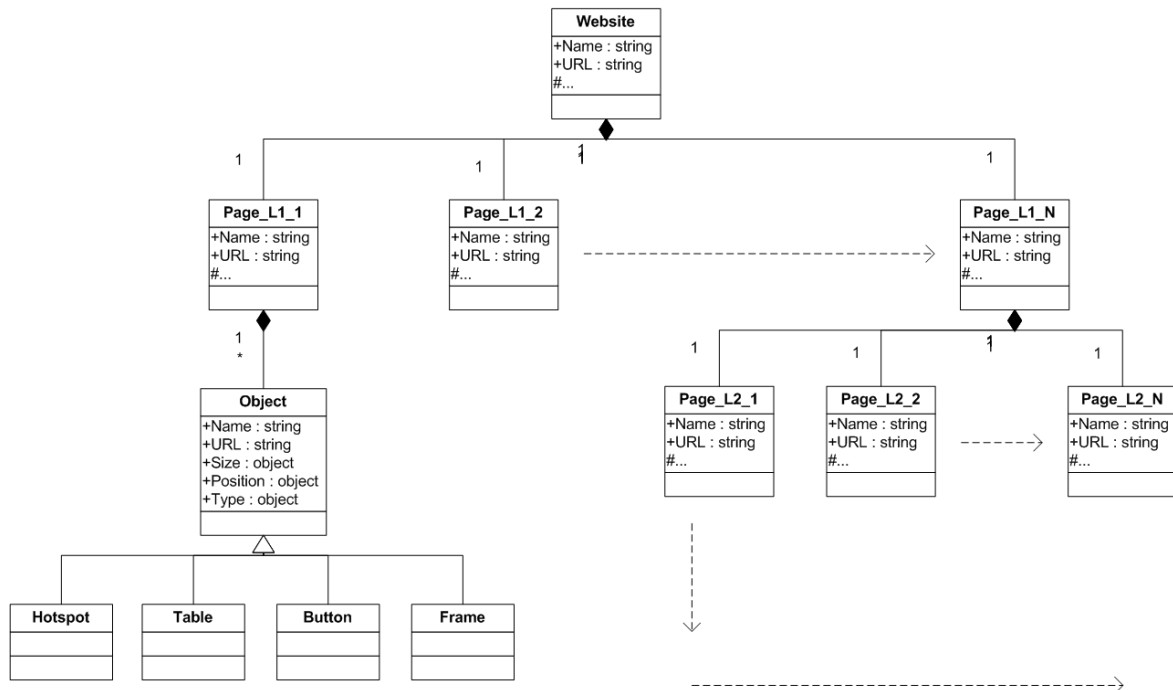 Website
+Name : string
+URL : string
#...
1
1
1
1
1
Page_L1_1
+Name : string
+URL : string
#...
Page_L1_2
+Name : string
+URL : string
#...
Page_L1_N
+Name : string
+URL : string
#...
1
*
1
1
1
1
1
Object
+Name : string
+URL : string
+Size : object
+Position : object
+Type : object
Page_L2_1
+Name : string
+URL : string
#...
Page_L2_2
+Name : string
+URL : string
#...
Page_L2_N
+Name : string
+URL : string
#...
Hotspot
Table
Button
Frame